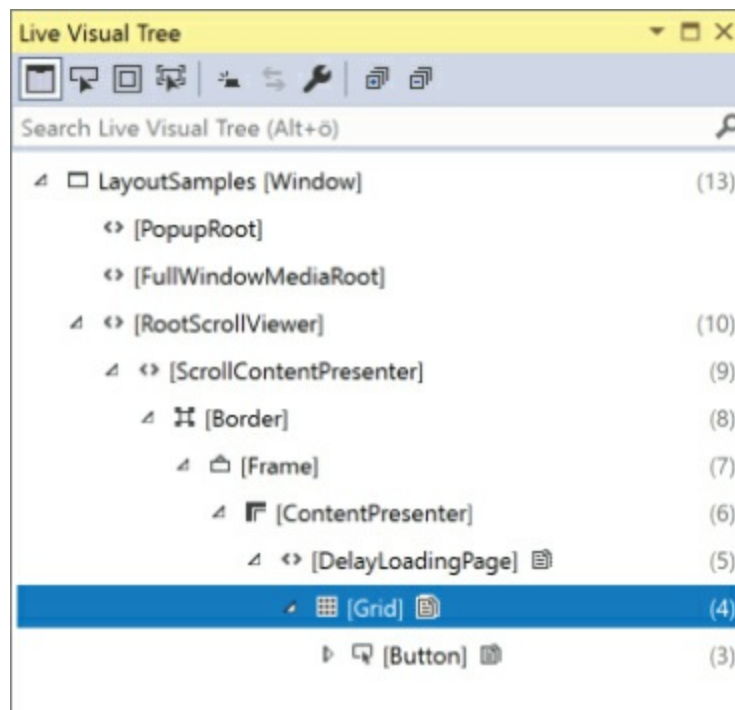 Live Visual Tree
Search Live Visual Tree (Alt+ö)
LayoutSamples [Window] (13)
[PopupRoot]
[FullWindowMediaRoot]
[RootScrollViewer] (10)
[ScrollContentPresenter] (9)
[Border] (8)
[Frame] (7)
[ContentPresenter] (6)
[DelayLoadingPage] (5)
[Grid] (4)
[Button] (3)